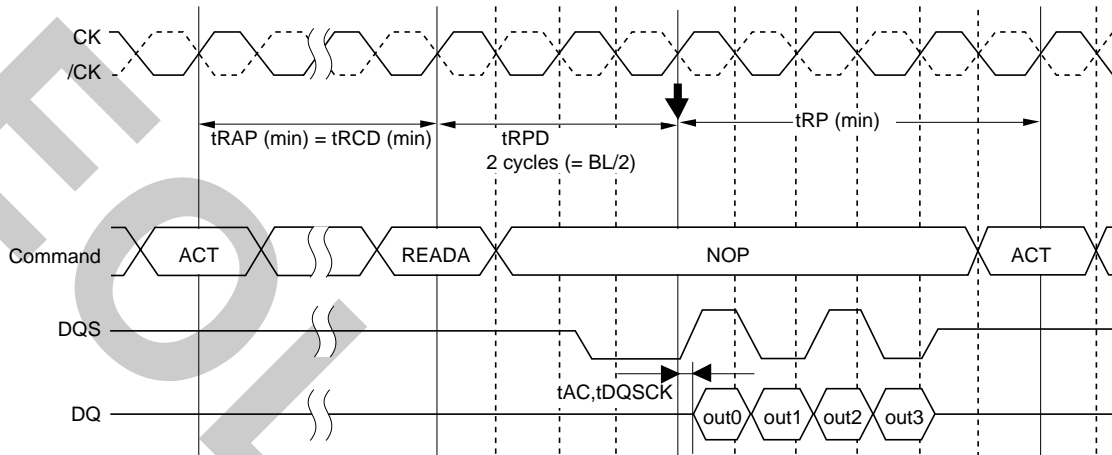 CK
/CK
tRAP (min) = tRCD (min)
tRPD
2 cycles (= BL/2)
tRP (min)
Command
ACT
READA
NOP
ACT
DQS
tAC,tDQSCK
DQ
out0
out1
out2
out3